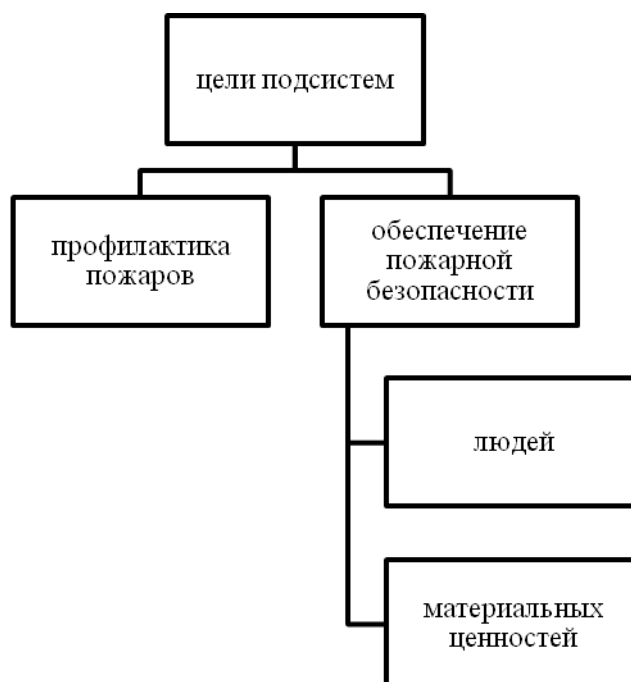 цели подсистем
профилактика
пожаров
обеспечение
пожарной
безопасности
людей
материальных
ценностей